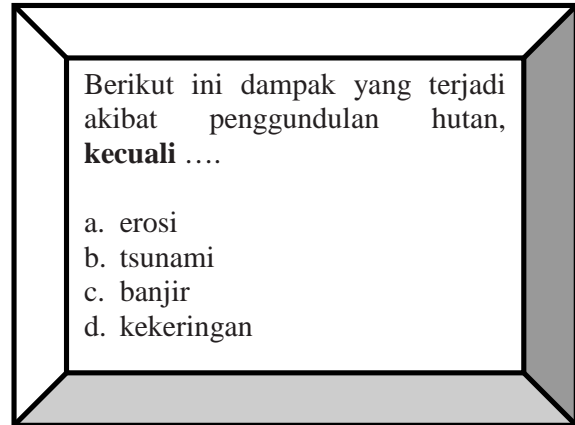 Berikut ini dampak yang terjadi
akibat penggundulan hutan,
kecuali ….
a. erosi
b. tsunami
c. banjir
d. kekeringan